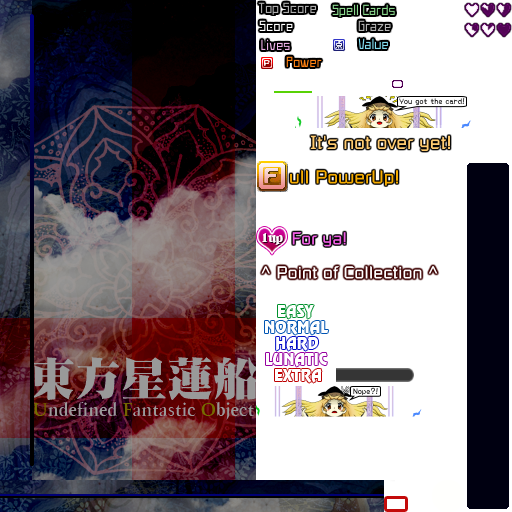 Top Score
Spell Cards
Score
Graze
Lives
Value
P Power
You got the card!
It's not over yet!
Full PowerUp!
1up For ya!
^ Point of Collection ^
EASY
NORMAL
HARD
LUNATIC
EXTRA
Nope?!
東方星蓮船
Undefined Fantastic Object